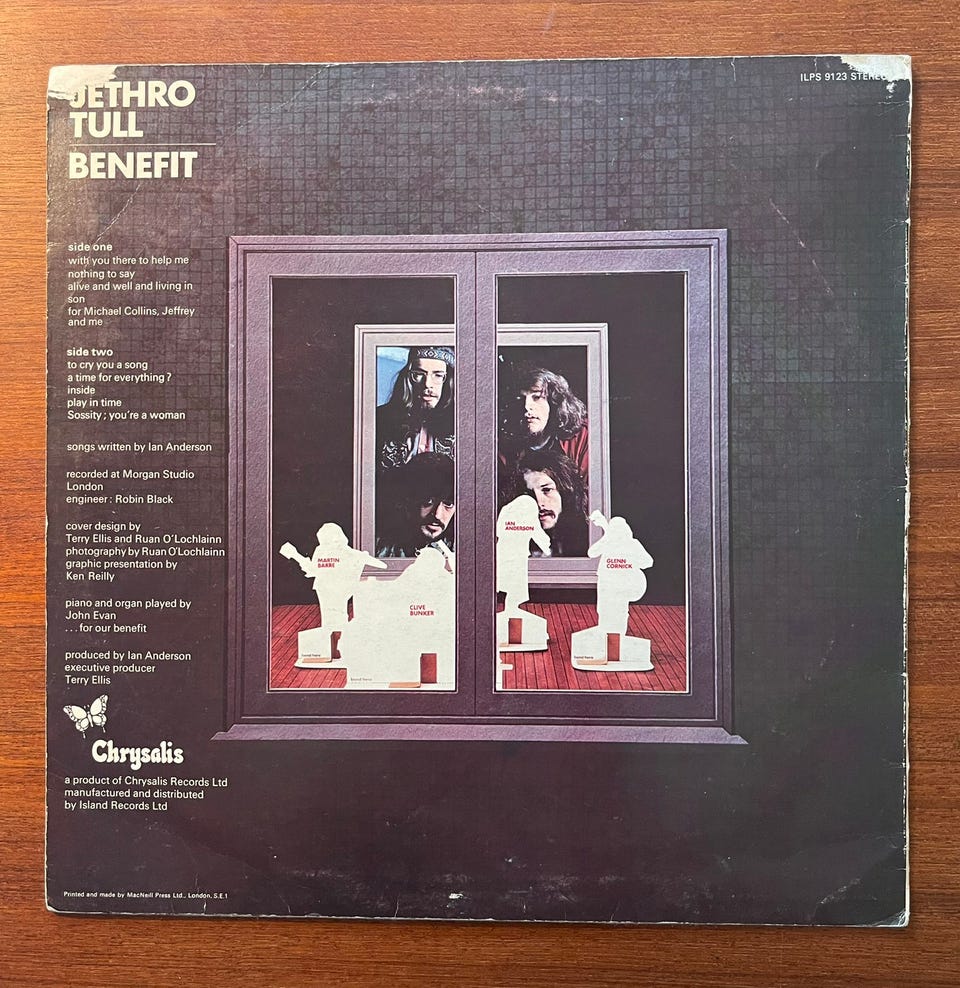 JETHRO
TULL
BENEFIT
ILPS 9123 STEREO
side one
with you there to help me
nothing to say
alive and well and living in
son
for Michael Collins, Jeffrey
and me
side two
to cry you a song
a time for everything?
inside
play in time
Sossity; you're a woman
songs written by Ian Anderson
recorded at Morgan Studio
London
engineer: Robin Black
cover design by
Terry Ellis and Ruan O'Lochlainn
photography by Ruan O'Lochlainn
graphic presentation by
Ken Reilly
piano and organ played by
John Evan
...for our benefit
produced by Ian Anderson
executive producer
Terry Ellis
Chrysalis
a product of Chrysalis Records Ltd
manufactured and distributed
by Island Records Ltd
Printed and made by MacNeill Press Ltd., London, S.E.1
MARTIN
BARRE
CLIVE
BUNKER
IAN
ANDERSON
GLENN
CORNICK